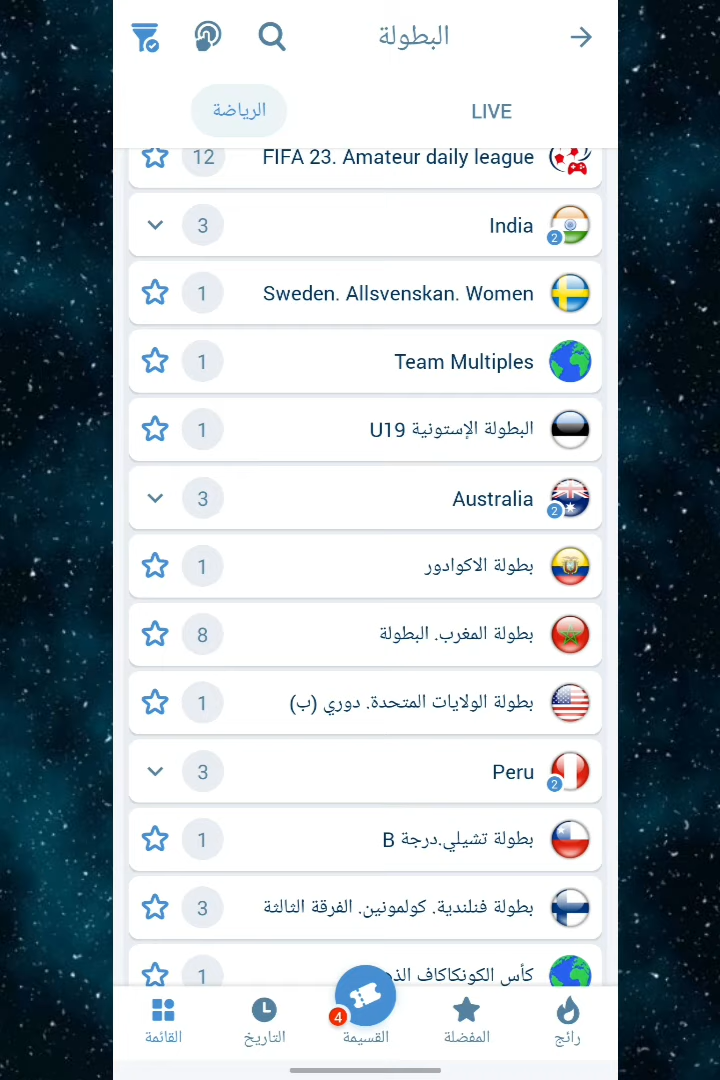 البطولة
LIVE
الرياضة
FIFA 23. Amateur daily league 12
India 3
2
Sweden. Allsvenskan. Women 1
Team Multiples 1
البطولة الإستونية U19 1
Australia 3
2
بطولة الاكوادور 1
بطولة المغرب. البطولة 8
بطولة الولايات المتحدة. دوري (ب) 1
Peru 3
2
بطولة تشيلي.درجة B 1
بطولة فنلندية. كولمونين. الفرقة الثالثة 3
كأس الكونكاكاف 1
4
رائج
المفضلة
القسيمة
التاريخ
القائمة